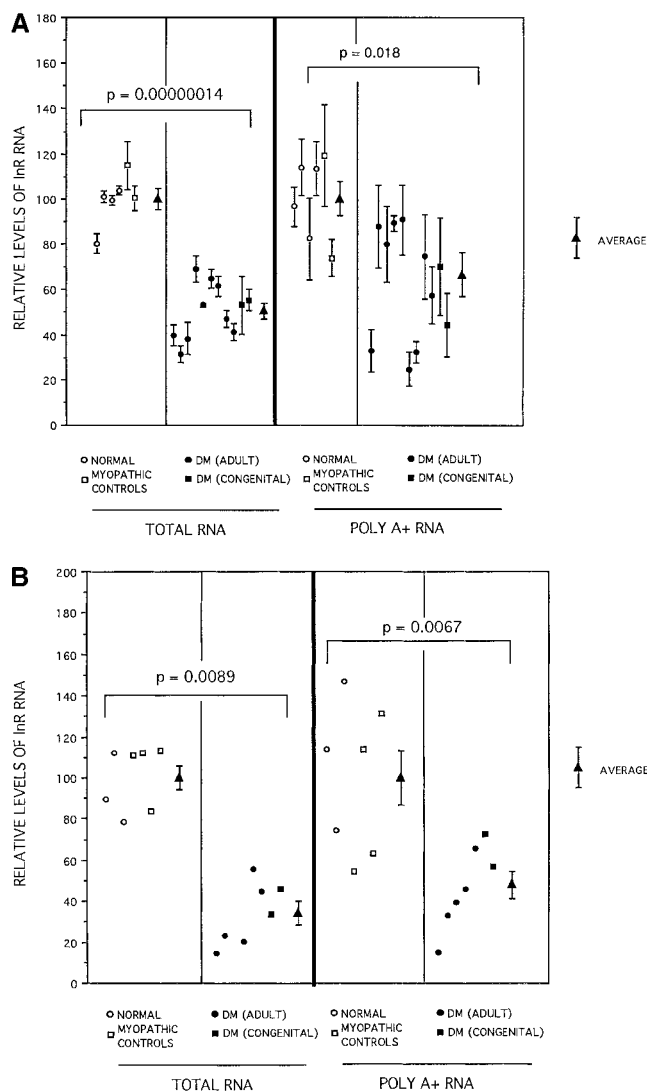 A
RELATIVE LEVELS OF InR RNA
180
160
140
120
100
80
60
40
20
0
p = 0.00000014
p = 0.018
AVERAGE
NORMAL
MYOPATHIC
CONTROLS
DM (ADULT)
DM (CONGENITAL)
NORMAL
MYOPATHIC
CONTROLS
DM (ADULT)
DM (CONGENITAL)
TOTAL RNA
POLY A+ RNA
B
RELATIVE LEVELS OF InR RNA
200
180
160
140
120
100
80
60
40
20
0
p = 0.0089
p = 0.0067
AVERAGE
NORMAL
MYOPATHIC
CONTROLS
DM (ADULT)
DM (CONGENITAL)
NORMAL
MYOPATHIC
CONTROLS
DM (ADULT)
DM (CONGENITAL)
TOTAL RNA
POLY A+ RNA